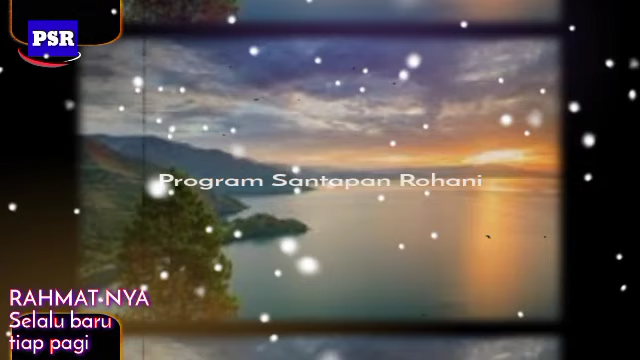 PSR
Program Santapan Rohani
RAHMAT-NYA
Selalu baru
tiap pagi